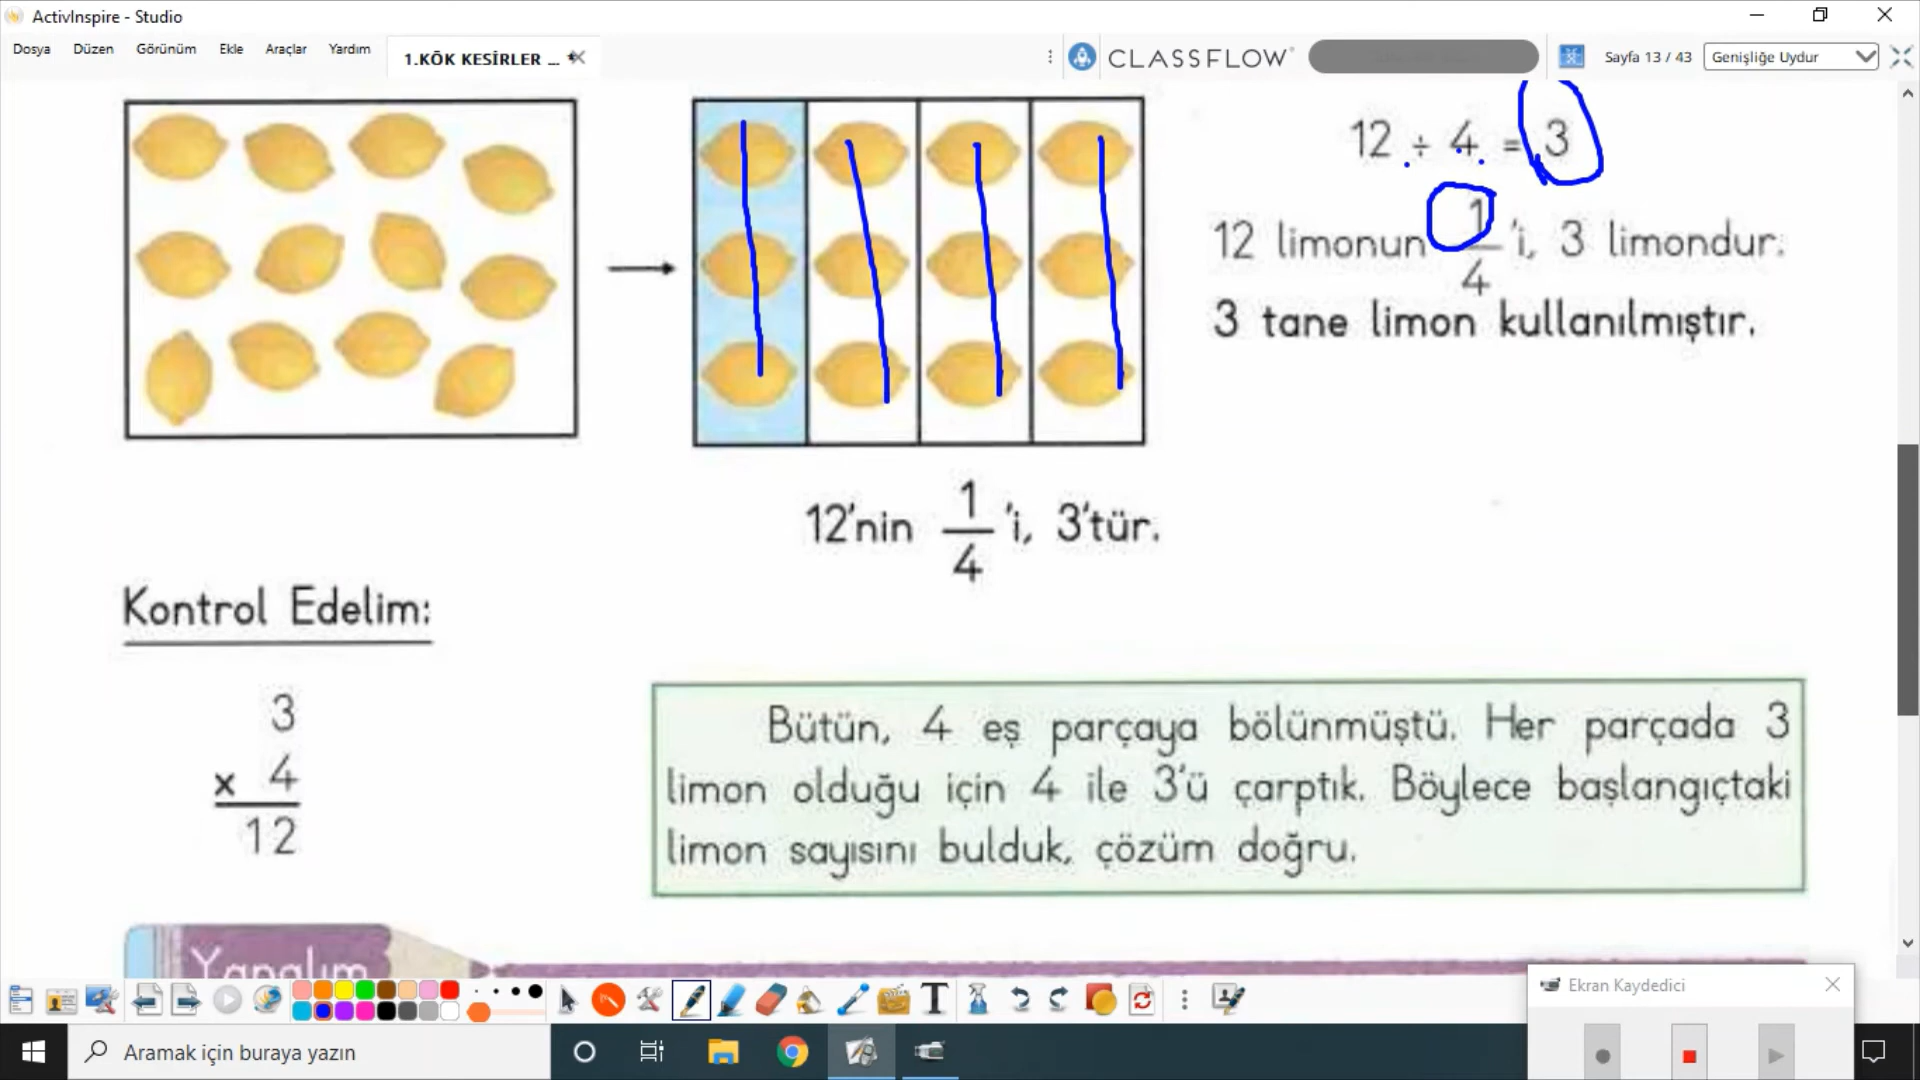 ActivInspire - Studio
Dosya Düzen Görünüm Ekle Araçlar Yardım
1.KÖK KESİRLER ...
CLASSFLOW
Sayfa 13 / 43
Genişliğe Uydur
12 ÷ 4 = 3
12 limonun 1/4 'i, 3 limondur.
3 tane limon kullanılmıştır.
12'nin 1/4 'i, 3'tür.
Kontrol Edelim:
3
x 4
12
Bütün, 4 eş parçaya bölünmüştü. Her parçada 3
limon olduğu için 4 ile 3'ü çarptık. Böylece başlangıçtaki
limon sayısını bulduk, çözüm doğru.
Yapalım
Ekran Kaydedici
Aramak için buraya yazın